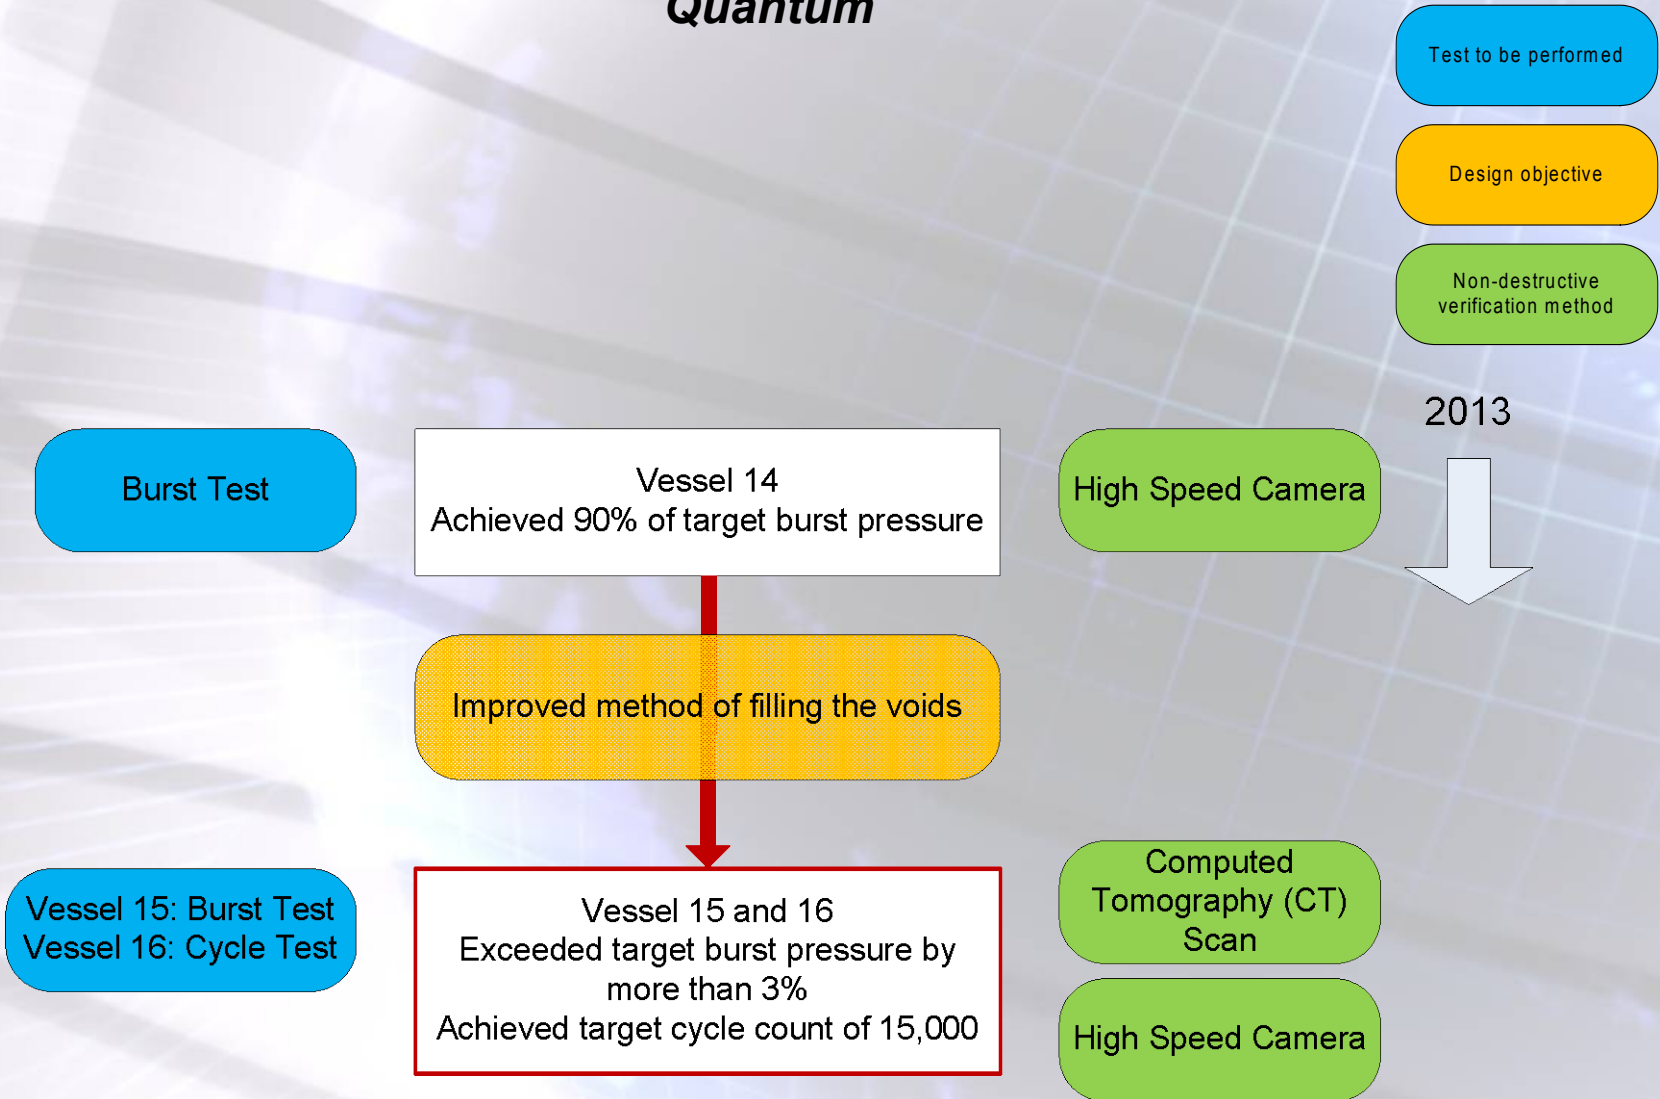 Quantum
Test to be performed
Design objective
Non-destructive
verification method
2013
Burst Test
Vessel 14
Achieved 90% of target burst pressure
High Speed Camera
Improved method of filling the voids
Vessel 15: Burst Test
Vessel 16: Cycle Test
Vessel 15 and 16
Exceeded target burst pressure by
more than 3%
Achieved target cycle count of 15,000
Computed
Tomography (CT)
Scan
High Speed Camera